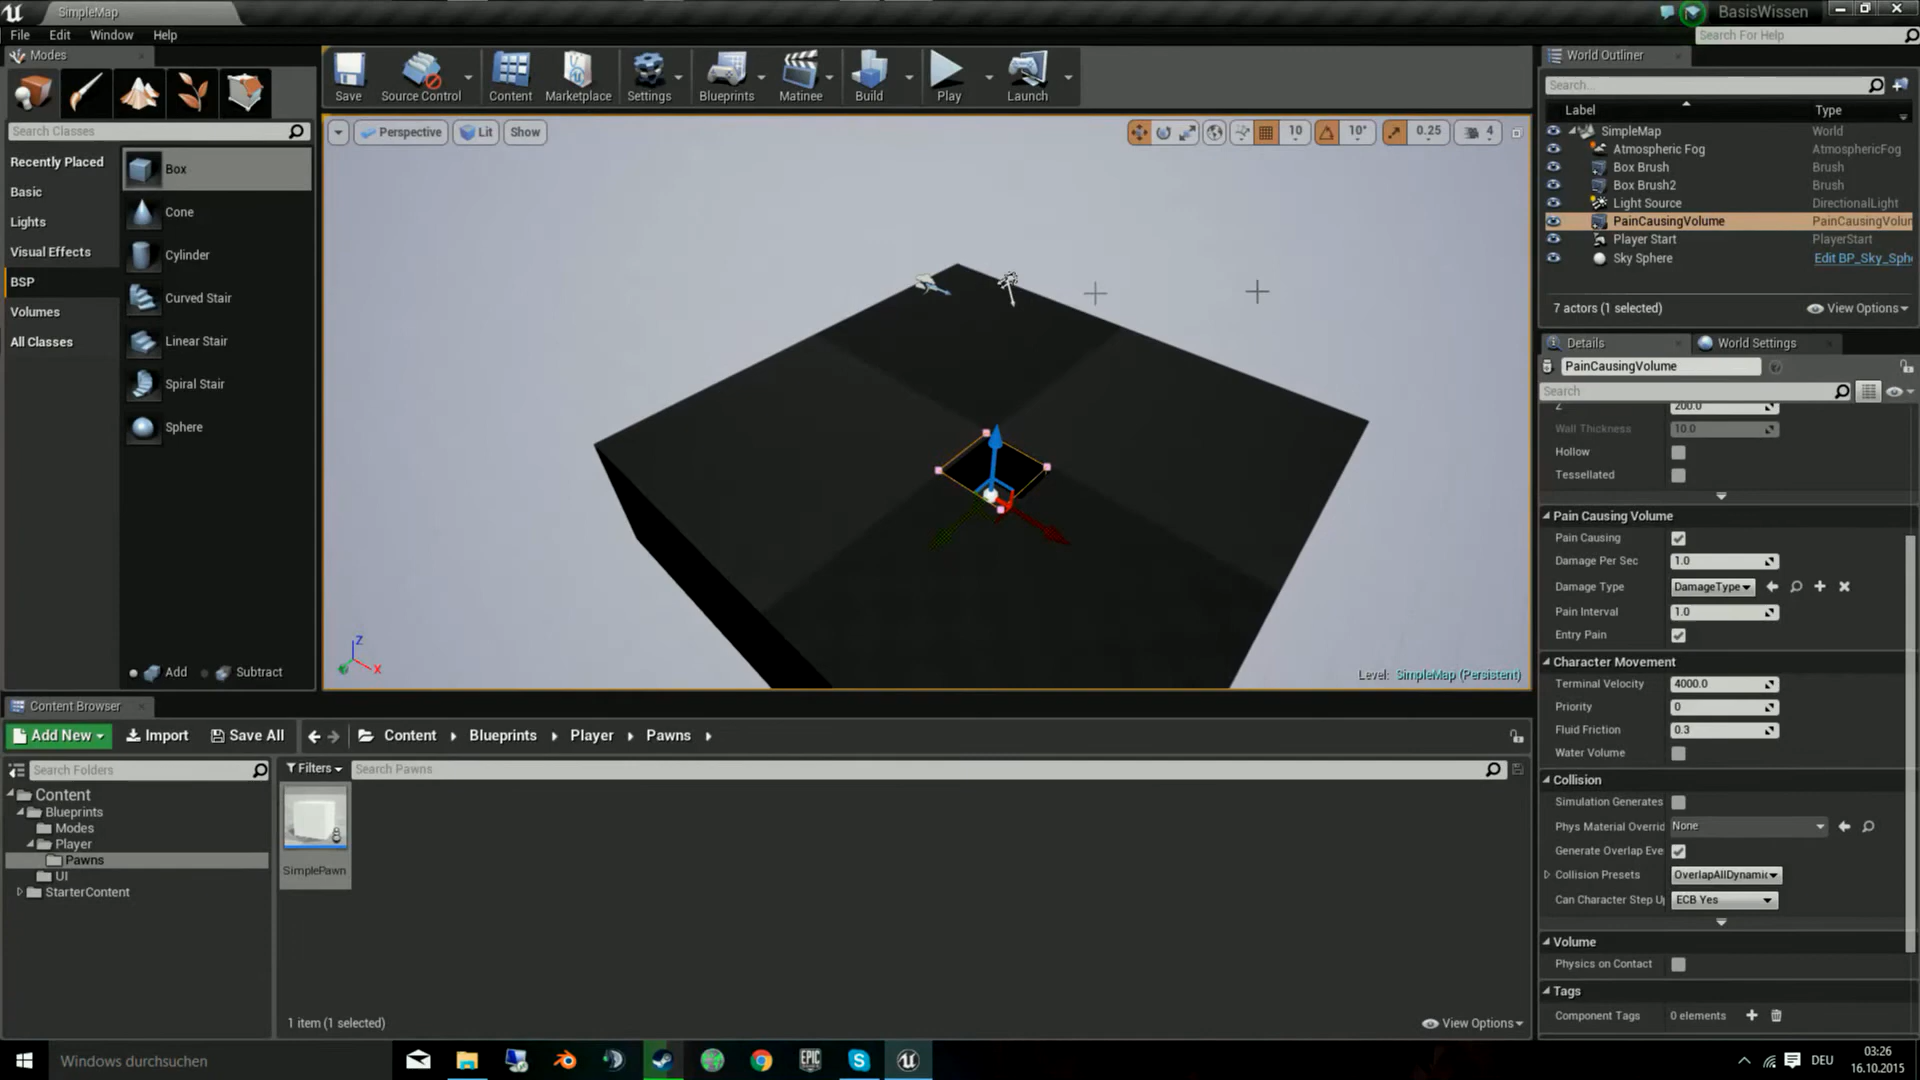 SimpleMap
BasisWissen
File Edit Window Help
Search For Help
Modes
Search Classes
Recently Placed
Basic
Lights
Visual Effects
BSP
Volumes
All Classes
Box
Cone
Cylinder
Curved Stair
Linear Stair
Spiral Stair
Sphere
Add Subtract
Save Source Control Content Marketplace Settings Blueprints Matinee Build Play Launch
Perspective Lit Show
10 10° 0.25 4
Z
X
Level: SimpleMap (Persistent)
World Outliner
Search...
Label Type
SimpleMap World
Atmospheric Fog AtmosphericFog
Box Brush Brush
Box Brush2 Brush
Light Source DirectionalLight
PainCausingVolume PainCausingVolun
Player Start PlayerStart
Sky Sphere Edit BP_Sky_Sph
7 actors (1 selected) View Options
Details World Settings
PainCausingVolume
Search
Z 200.0
Wall Thickness 10.0
Hollow
Tessellated
Pain Causing Volume
Pain Causing
Damage Per Sec 1.0
Damage Type DamageType
Pain Interval 1.0
Entry Pain
Character Movement
Terminal Velocity 4000.0
Priority 0
Fluid Friction 0.3
Water Volume
Collision
Simulation Generates
Phys Material Overrid None
Generate Overlap Eve
Collision Presets OverlapAllDynamic
Can Character Step U ECB Yes
Volume
Physics on Contact
Tags
Component Tags 0 elements
Content Browser
Add New Import Save All Content Blueprints Player Pawns
Search Folders
Filters Search Pawns
Content
Blueprints
Modes
Player
Pawns
UI
StarterContent
SimplePawn
1 item (1 selected) View Options
Windows durchsuchen
EPIC
GAMES
DEU
03:26
16.10.2015